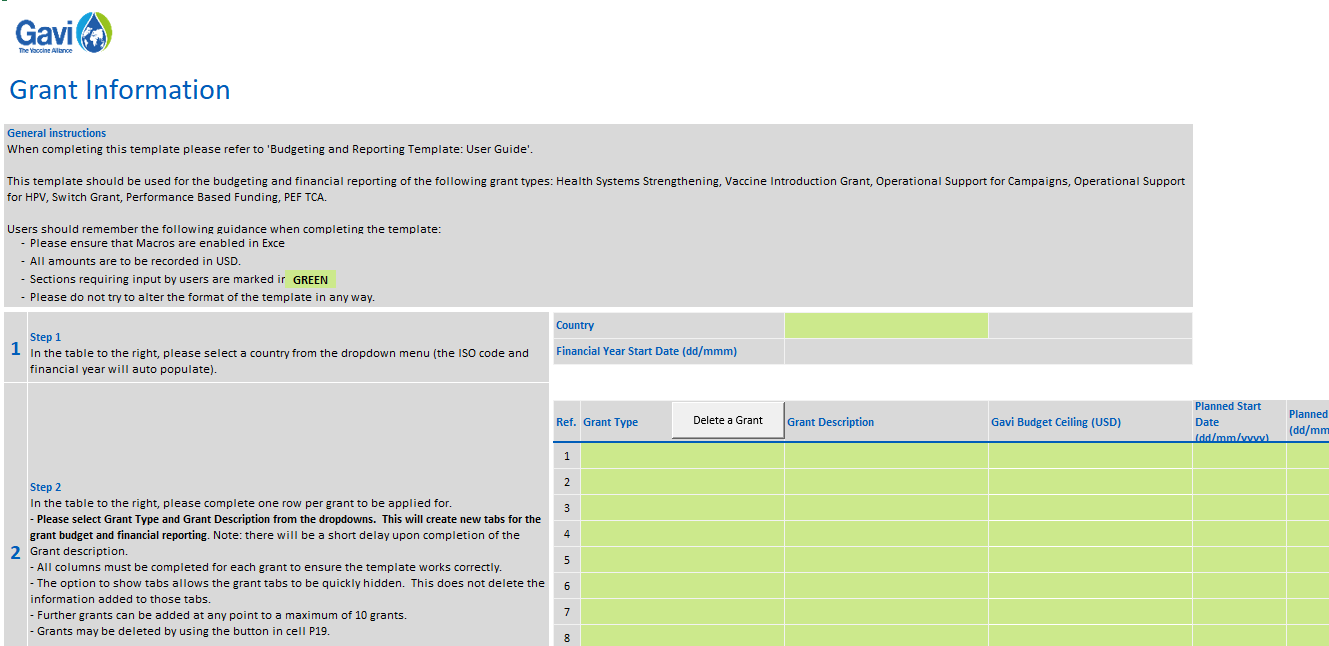 Gavi
The Vaccine Alliance
Grant Information
General instructions
When completing this template please refer to 'Budgeting and Reporting Template: User Guide'.
This template should be used for the budgeting and financial reporting of the following grant types: Health Systems Strengthening, Vaccine Introduction Grant, Operational Support for Campaigns, Operational Support
for HPV, Switch Grant, Performance Based Funding, PEF TCA.
Users should remember the following guidance when completing the template:
- Please ensure that Macros are enabled in Exce
- All amounts are to be recorded in USD.
- Sections requiring input by users are marked in GREEN
- Please do not try to alter the format of the template in any way.
1
Step 1
In the table to the right, please select a country from the dropdown menu (the ISO code and
financial year will auto populate).
Country
Financial Year Start Date (dd/mmm)
2
Step 2
In the table to the right, please complete one row per grant to be applied for.
- Please select Grant Type and Grant Description from the dropdowns. This will create new tabs for the
grant budget and financial reporting. Note: there will be a short delay upon completion of the
Grant description.
- All columns must be completed for each grant to ensure the template works correctly.
- The option to show tabs allows the grant tabs to be quickly hidden. This does not delete the
information added to those tabs.
- Further grants can be added at any point to a maximum of 10 grants.
- Grants may be deleted by using the button in cell P19.
Ref. Grant Type Delete a Grant Grant Description Gavi Budget Ceiling (USD)
Planned Start
Date
(dd/mm/yyyy)
Planned
(dd/mm
1
2
3
4
5
6
7
8